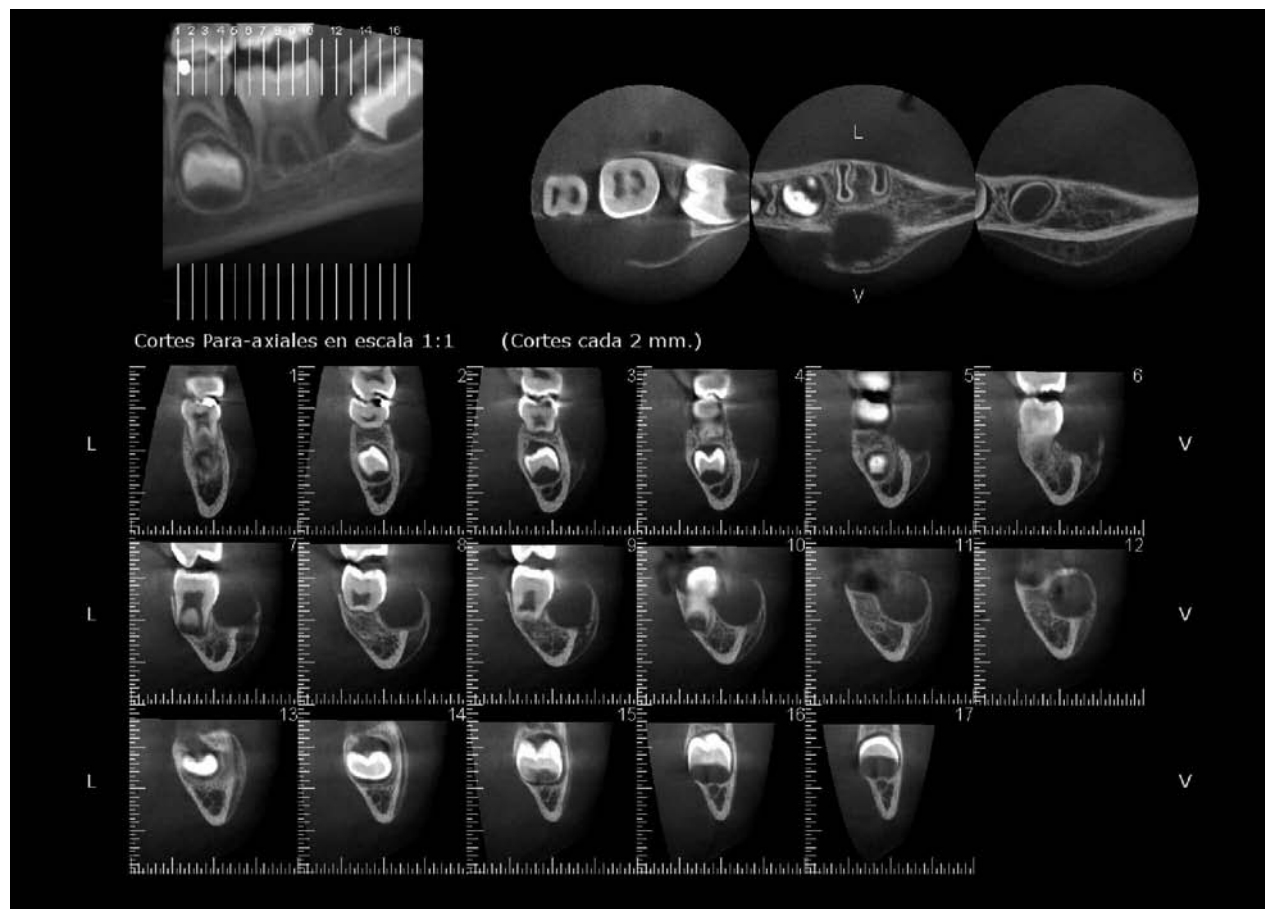 1 2 3 4 5 6 7 8 9 10 12 14 16
L
V
Cortes Para-axiales en escala 1:1 (Cortes cada 2 mm.)
1 2 3 4 5 6
L V
7 8 9 10 11 12
L V
13 14 15 16 17
L V